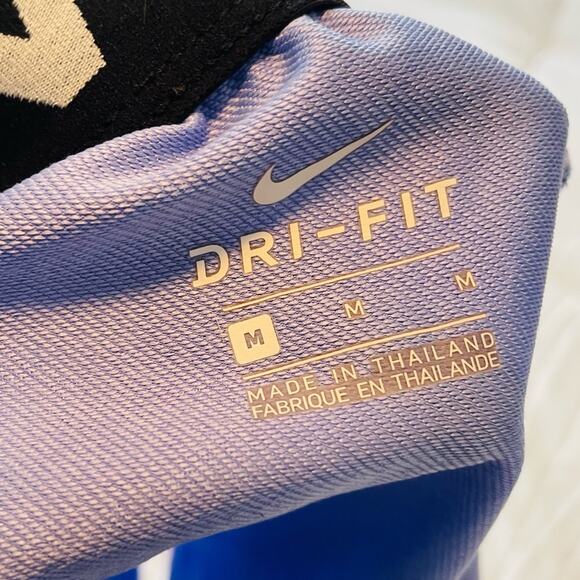 DRI-FIT
M M M
MADE IN THAILAND
FABRIQUE EN THAILANDE